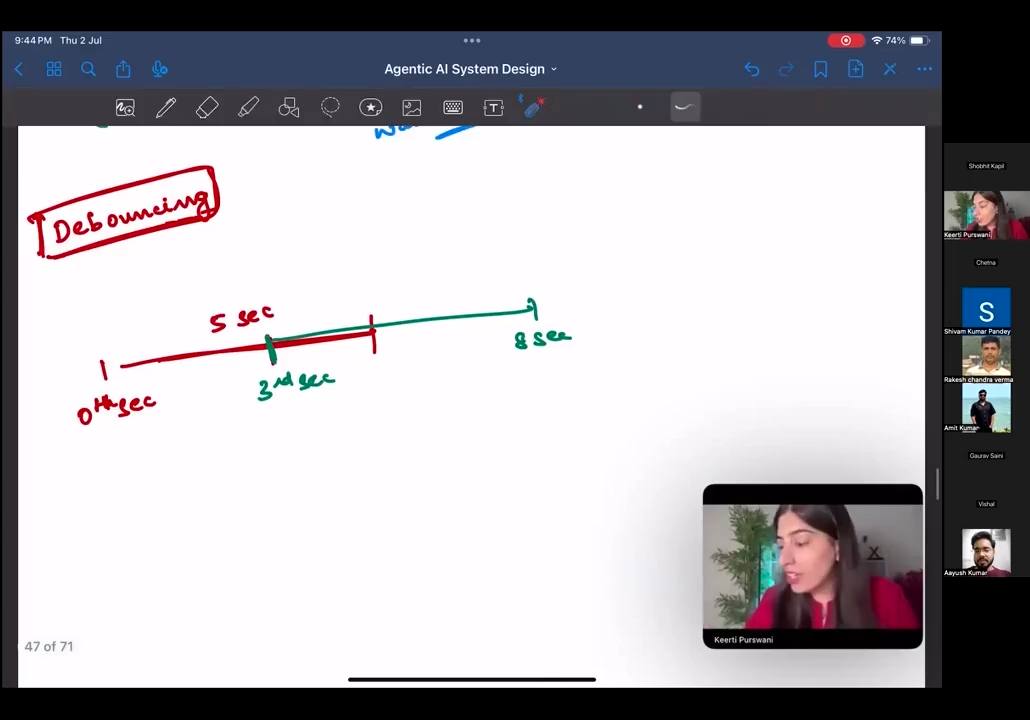 9:44 PM Thu 2 Jul
74%
Agentic AI System Design
Debouncing
5 sec
0th sec
3rd sec
8 sec
47 of 71
Keerti Purswani
Shobhit Kapil
Keerti Purswani
Chetna
S
Shivam Kumar Pandey
Rakesh chandra verma
Amit Kumar
Gaurav Saini
Vishal
Aayush Kumar